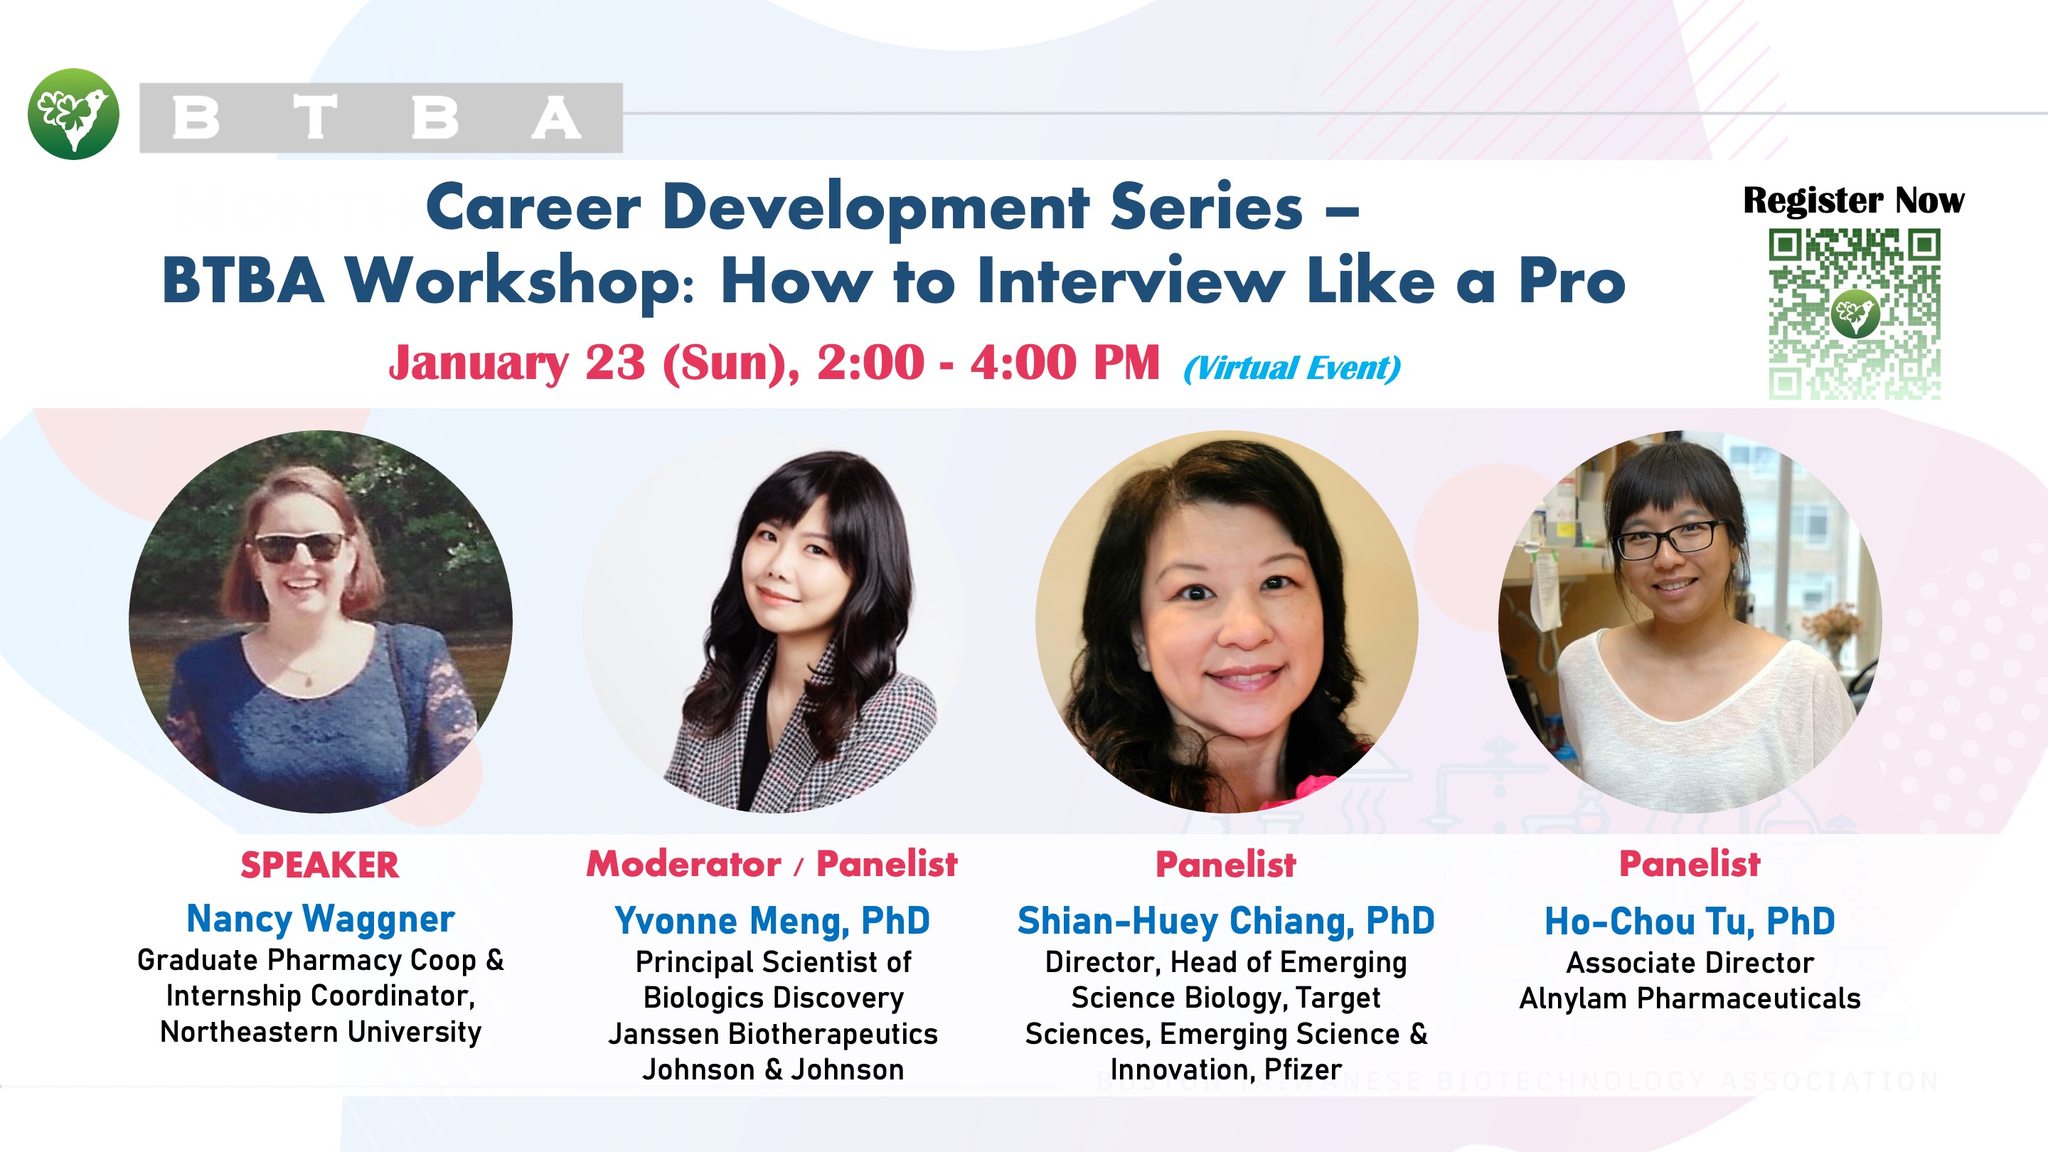 B T B A
Career Development Series –
BTBA Workshop: How to Interview Like a Pro
January 23 (Sun), 2:00 - 4:00 PM (Virtual Event)
Register Now
SPEAKER
Nancy Waggner
Graduate Pharmacy Coop &
Internship Coordinator,
Northeastern University
Moderator / Panelist
Yvonne Meng, PhD
Principal Scientist of
Biologics Discovery
Janssen Biotherapeutics
Johnson & Johnson
Panelist
Shian-Huey Chiang, PhD
Director, Head of Emerging
Science Biology, Target
Sciences, Emerging Science &
Innovation, Pfizer
Panelist
Ho-Chou Tu, PhD
Associate Director
Alnylam Pharmaceuticals
BIOTECHNOLOGY ASSOCIATION